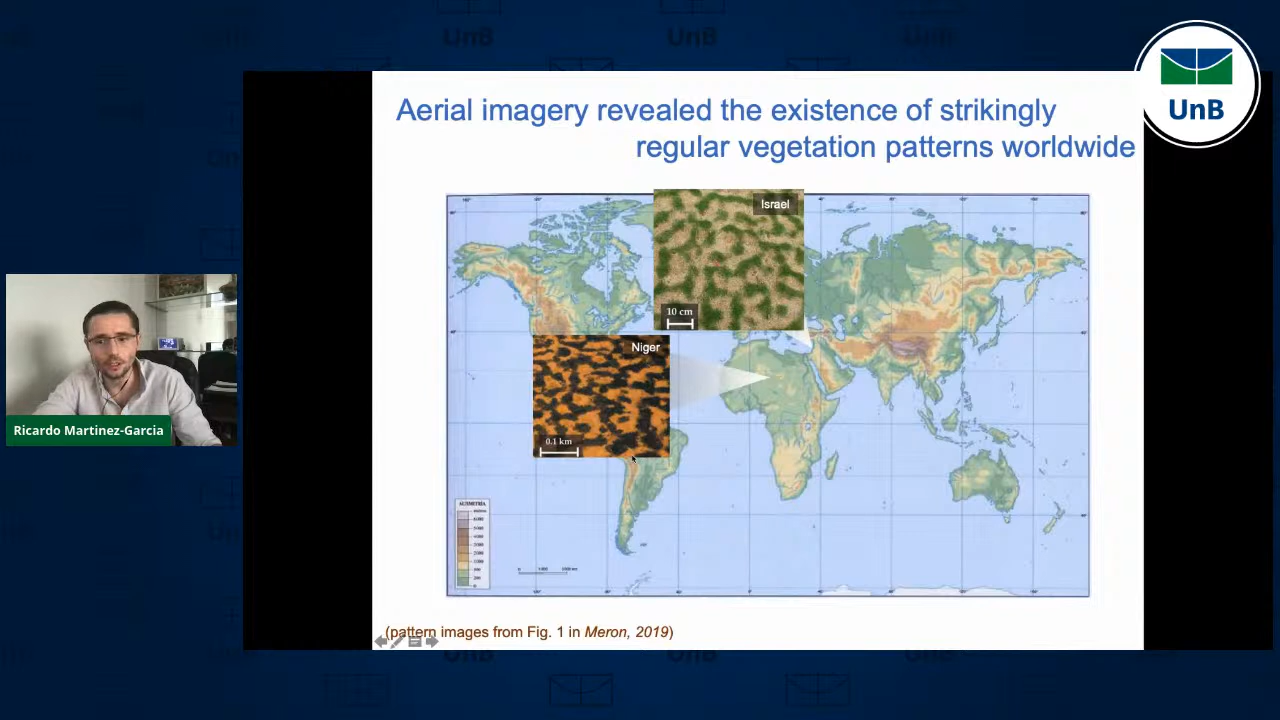 Aerial imagery revealed the existence of strikingly
regular vegetation patterns worldwide
UnB
Israel
10 cm
Niger
0.1 km
Ricardo Martinez-Garcia
ALTIMETRIA
(pattern images from Fig. 1 in Meron, 2019)